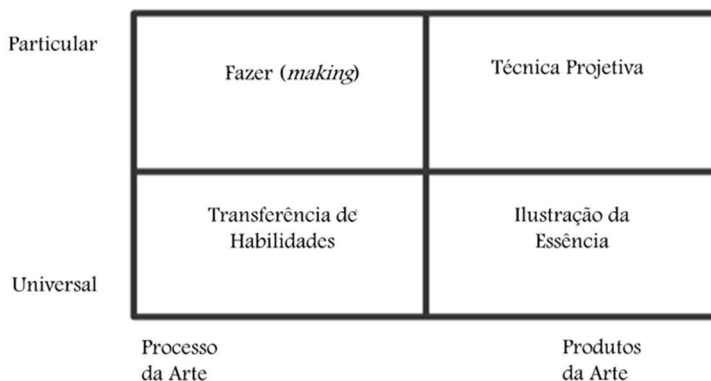 Particular
Fazer (making)
Técnica Projetiva
Transferência de
Habilidades
Ilustração da
Essência
Universal
Processo
da Arte
Produtos
da Arte